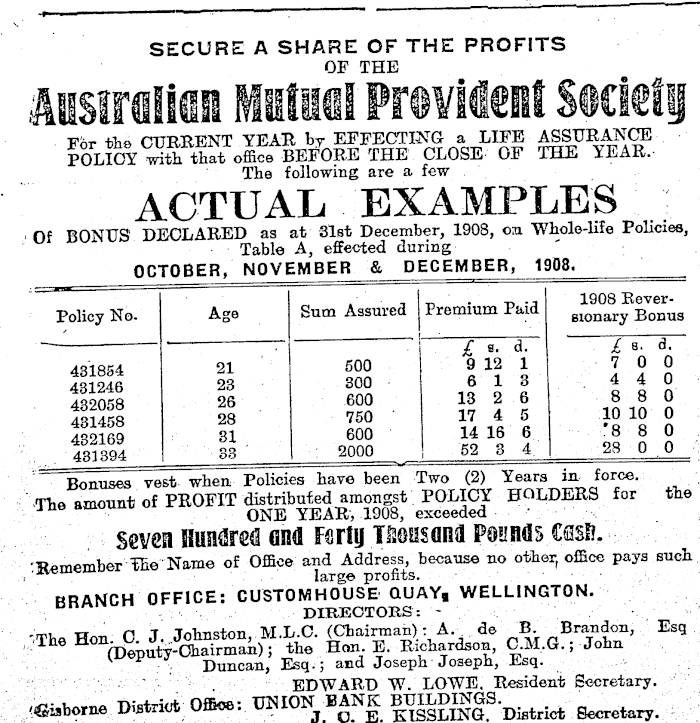 SECURE A SHARE OF THE PROFITS
OF THE
Australian Mutual Provident Society
For the CURRENT YEAR by EFFECTING a LIFE ASSURANCE
POLICY with that office BEFORE THE CLOSE OF THE YEAR.
The following are a few
ACTUAL EXAMPLES
Of BONUS DECLARED as at 31st December, 1908, on Whole-life Policies,
Table A, effected during
OCTOBER, NOVEMBER & DECEMBER, 1908.
Policy No. Age Sum Assured Premium Paid 1908 Rever-
sionary Bonus
£ s. d. £ s. d.
431854 21 500 9 12 1 7 0 0
431246 23 300 6 1 3 4 4 0
432058 26 600 13 2 6 8 8 0
431458 28 750 17 4 5 10 10 0
432169 31 600 14 16 6 8 8 0
431394 33 2000 52 3 4 28 0 0
Bonuses vest when Policies have been Two (2) Years in force.
The amount of PROFIT distributed amongst POLICY HOLDERS for the
ONE YEAR, 1908, exceeded
Seven Hundred and Forty Thousand Pounds Cash.
Remember the Name of Office and Address, because no other office pays such
large profits.
BRANCH OFFICE: CUSTOMHOUSE QUAY, WELLINGTON.
DIRECTORS: -
The Hon. C. J. Johnston, M.L.C. (Chairman): A. de B. Brandon, Esq
(Deputy-Chairman); the Hon. E. Richardson, C.M.G.; John
Duncan, Esq.; and Joseph Joseph, Esq.
EDWARD W. LOWE, Resident Secretary.
Gisborne District Office: UNION BANK BUILDINGS.
J. C. E. KISSLING, District Secretary.